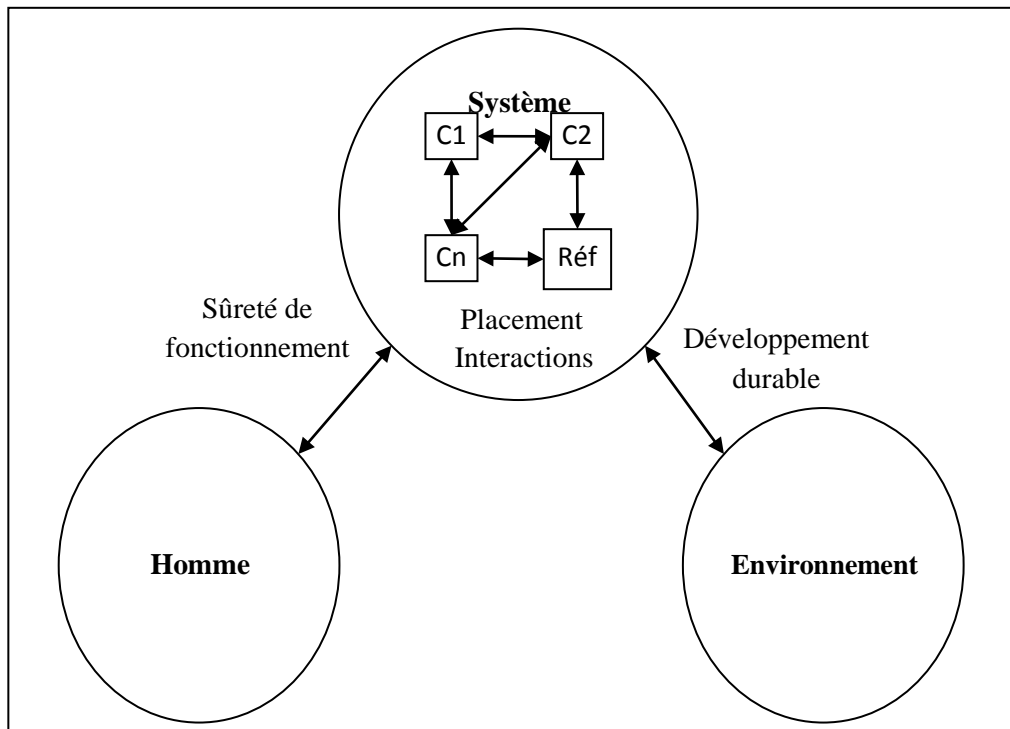 Système
C1
C2
Cn
Réf
Placement
Interactions
Sûreté de
fonctionnement
Développement
durable
Homme
Environnement